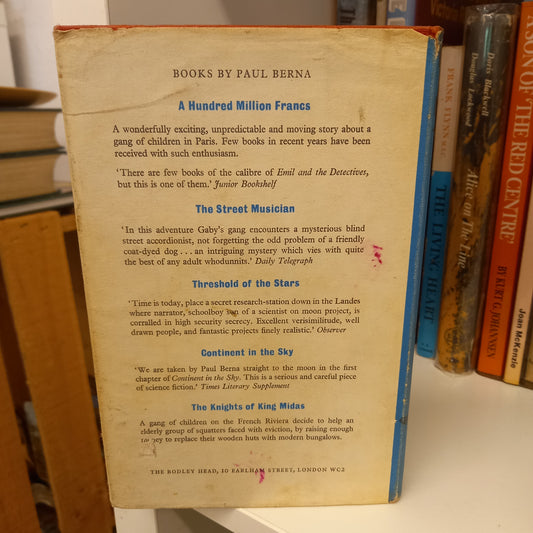 BOOKS BY PAUL BERNA
A Hundred Million Francs
A wonderfully exciting, unpredictable and moving story about a
gang of children in Paris. Few books in recent years have been
received with such enthusiasm.
'There are few books of the calibre of Emil and the Detectives,
but this is one of them.' Junior Bookshelf
The Street Musician
'In this adventure Gaby's gang encounters a mysterious blind
street accordionist, not forgetting the odd problem of a friendly
coat-dyed dog . . . an intriguing mystery which vies with quite
the best of any adult whodunnits.' Daily Telegraph
Threshold of the Stars
'Time is today, place a secret research-station down in the Landes
where narrator, schoolboy son of a scientist on moon project, is
corralled in high security secrecy. Excellent verisimilitude, well
drawn people, and fantastic projects finely realistic.' Observer
Continent in the Sky
'We are taken by Paul Berna straight to the moon in the first
chapter of Continent in the Sky. This is a serious and careful piece
of science fiction.' Times Literary Supplement
The Knights of King Midas
A gang of children on the French Riviera decide to help an
elderly group of squatters faced with eviction, by raising enough
money to replace their wooden huts with modern bungalows.
THE BODLEY HEAD, 10 EARLHAM STREET, LONDON WC2
FRANK FLYNN M.S.C.
THE LIVING HEART
Doris Blackwell
Douglas Lockwood
Alice on the Line
A SON OF THE RED CENTRE
BY KURT G. JOHANNSEN
Joan McKenzie